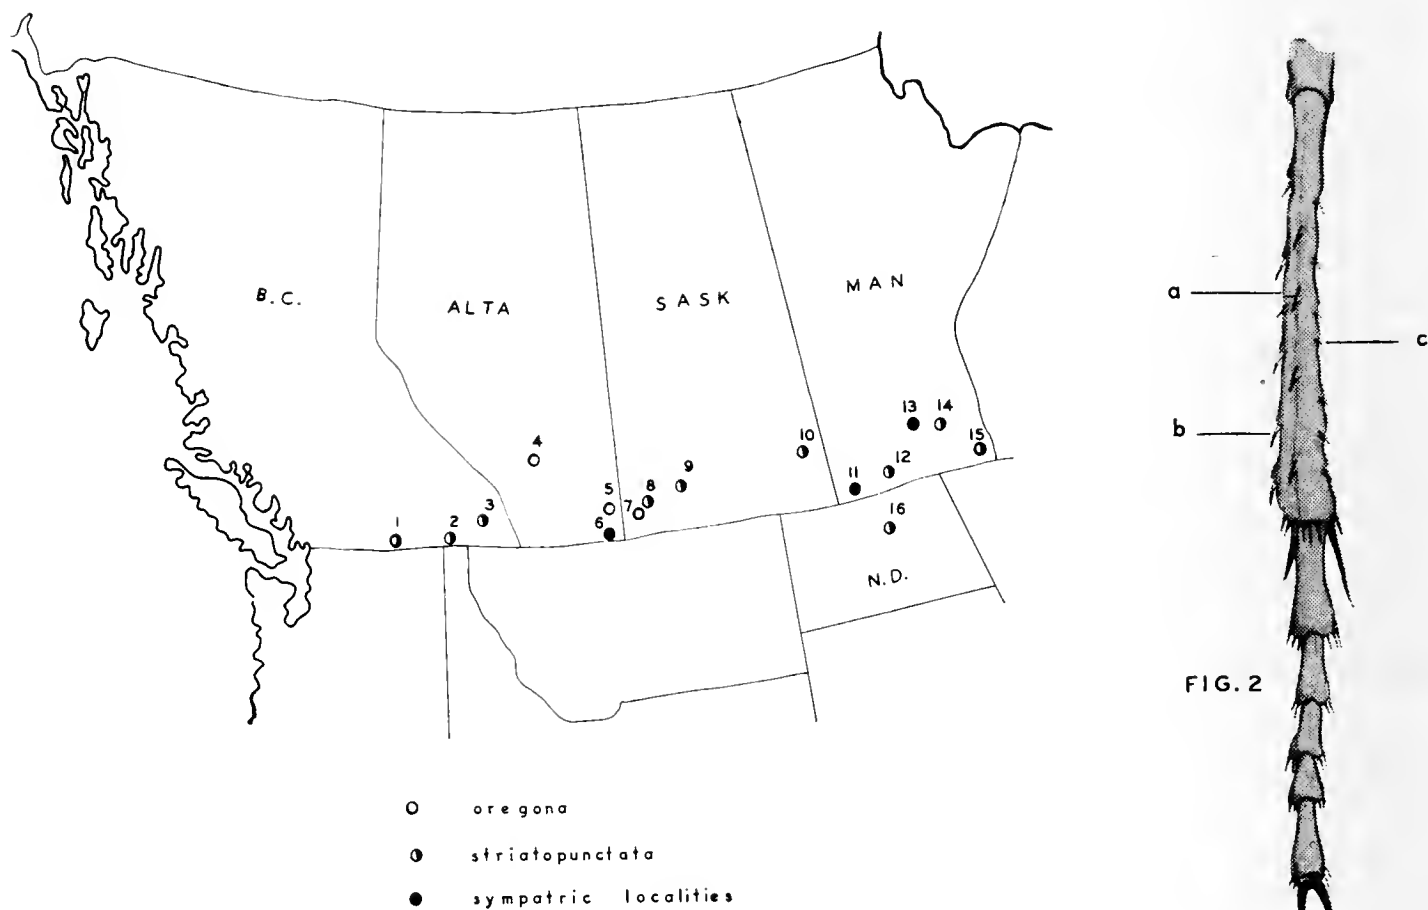 B.C.
ALTA
SASK
MAN
1
2
3
4
5
6
7
8
9
10
11
12
13
14
15
16
N.D.
oregona
striatopunctata
sympatric localities
a
b
c
FIG. 2